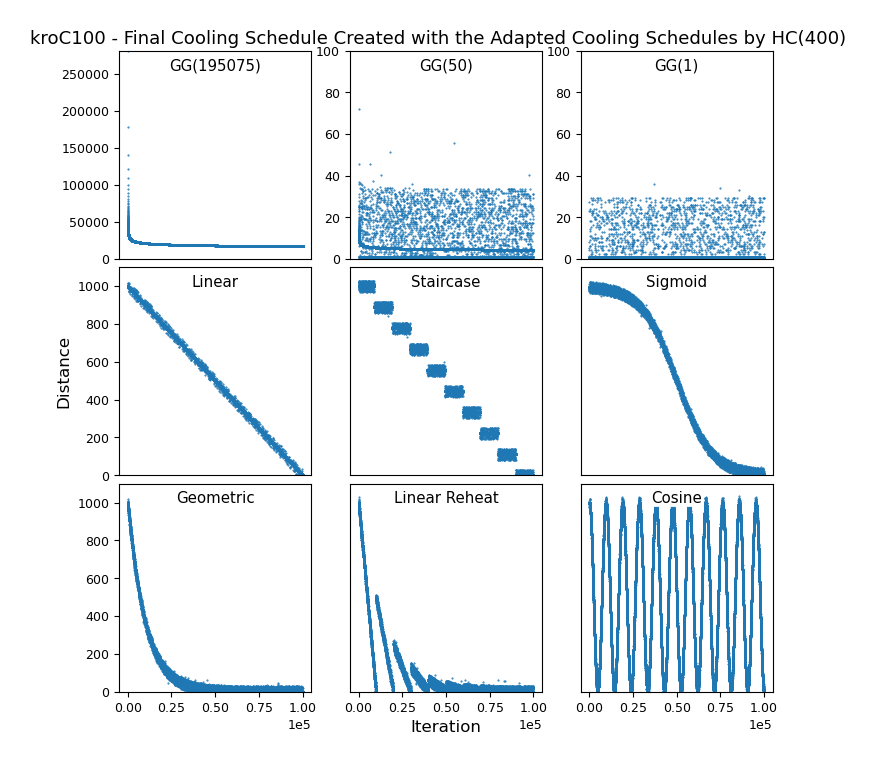 kroC100 - Final Cooling Schedule Created with the Adapted Cooling Schedules by HC(400)
GG(195075)
250000
200000
150000
100000
50000
0
GG(50)
100
80
60
40
20
0
GG(1)
100
80
60
40
20
0
Distance
Linear
1000
800
600
400
200
0
Staircase
Sigmoid
Geometric
1000
800
600
400
200
0
0.00 0.25 0.50 0.75 1.00
1e5
Linear Reheat
0.00 0.25 0.50 0.75 1.00
1e5
Cosine
0.00 0.25 0.50 0.75 1.00
1e5
Iteration